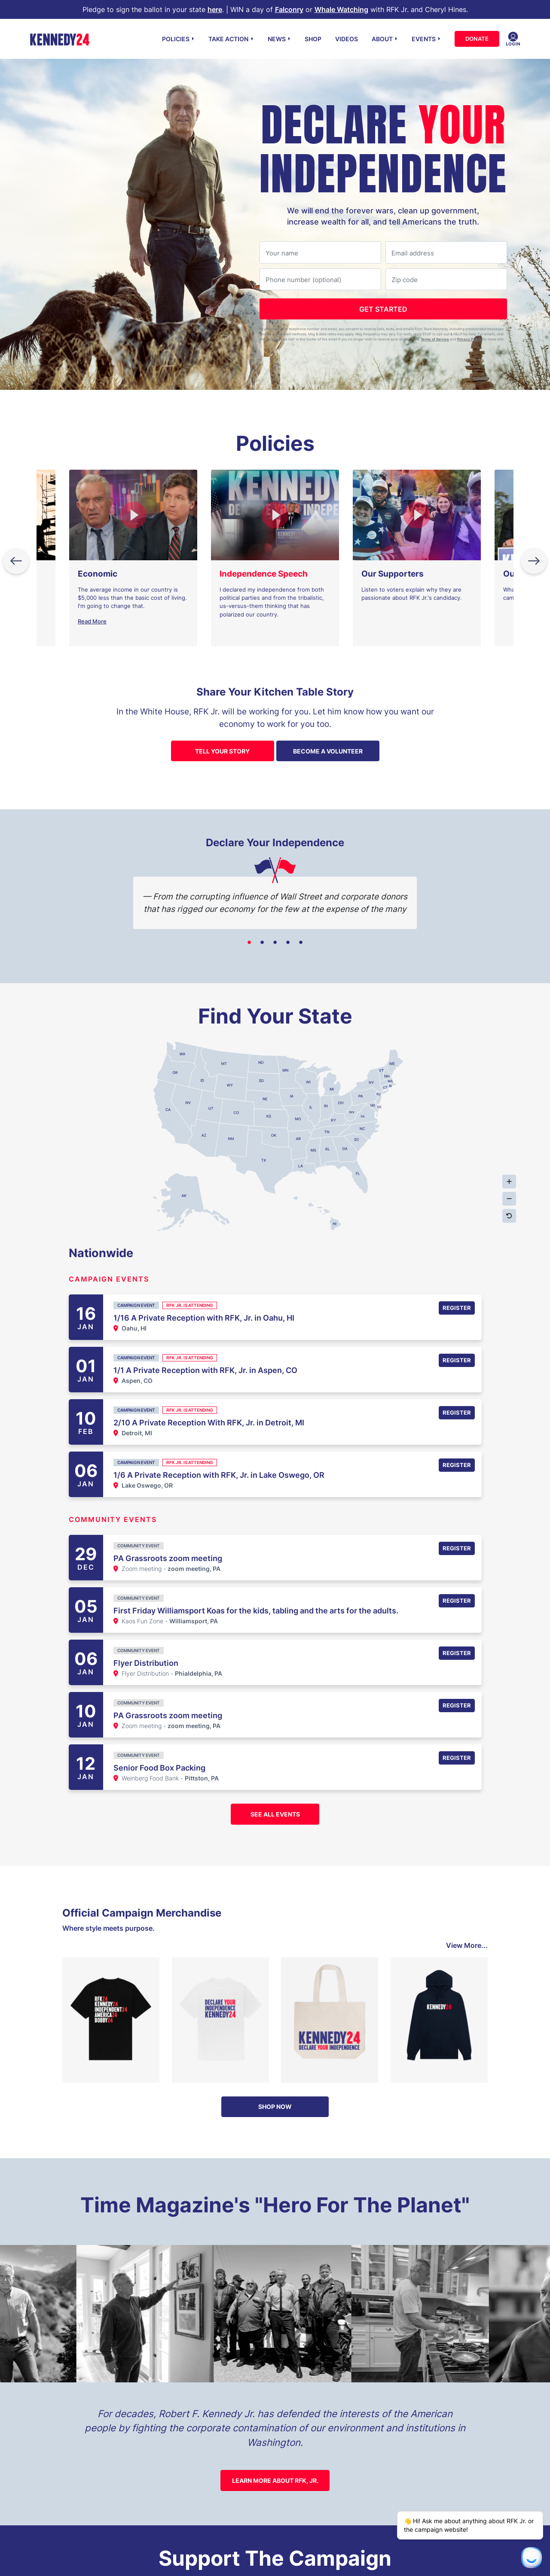 Pledge to sign the ballot in your state here. | WIN a day of Falconry or Whale Watching with RFK Jr. and Cheryl Hines.
KENNEDY24
POLICIES
TAKE ACTION
NEWS
SHOP
VIDEOS
ABOUT
EVENTS
DONATE
LOGIN
DECLARE YOUR
INDEPENDENCE
We will end the forever wars, clean up government,
increase wealth for all, and tell Americans the truth.
Your name
Email address
Phone number (optional)
Zip code
GET STARTED
Terms of Service
Policies
Economic
The average income in our country is
$5,000 less than the basic cost of living.
I'm going to change that.
Read More
Independence Speech
I declared my independence from both
political parties and from the tribalistic,
us-versus-them thinking that has
polarized our country.
Our Supporters
Listen to voters explain why they are
passionate about RFK Jr.'s candidacy.
Ou
Wha
cam
Share Your Kitchen Table Story
In the White House, RFK Jr. will be working for you. Let him know how you want our
economy to work for you too.
TELL YOUR STORY
BECOME A VOLUNTEER
Declare Your Independence
— From the corrupting influence of Wall Street and corporate donors
that has rigged our economy for the few at the expense of the many
Find Your State
WA
MT
ND
MN
ME
OR
ID
WY
SD
WI
MI
NY
VT
NH
MA
CT
RI
NV
UT
CO
NE
IA
IL
IN
OH
PA
NJ
CA
KS
MO
KY
WV
VA
MD
DE
AZ
NM
OK
AR
TN
NC
SC
TX
LA
MS
AL
GA
FL
AK
HI
+
−
Nationwide
CAMPAIGN EVENTS
16
JAN
CAMPAIGN EVENT
RFK JR. IS ATTENDING
1/16 A Private Reception with RFK, Jr. in Oahu, HI
Oahu, HI
REGISTER
01
JAN
CAMPAIGN EVENT
RFK JR. IS ATTENDING
1/1 A Private Reception with RFK, Jr. in Aspen, CO
Aspen, CO
REGISTER
10
FEB
CAMPAIGN EVENT
RFK JR. IS ATTENDING
2/10 A Private Reception With RFK, Jr. in Detroit, MI
Detroit, MI
REGISTER
06
JAN
CAMPAIGN EVENT
RFK JR. IS ATTENDING
1/6 A Private Reception with RFK, Jr. in Lake Oswego, OR
Lake Oswego, OR
REGISTER
COMMUNITY EVENTS
29
DEC
COMMUNITY EVENT
PA Grassroots zoom meeting
Zoom meeting - zoom meeting, PA
REGISTER
05
JAN
COMMUNITY EVENT
First Friday Williamsport Koas for the kids, tabling and the arts for the adults.
Kaos Fun Zone - Williamsport, PA
REGISTER
06
JAN
COMMUNITY EVENT
Flyer Distribution
Flyer Distribution - Phialdelphia, PA
REGISTER
10
JAN
COMMUNITY EVENT
PA Grassroots zoom meeting
Zoom meeting - zoom meeting, PA
REGISTER
12
JAN
COMMUNITY EVENT
Senior Food Box Packing
Weinberg Food Bank - Pittston, PA
REGISTER
SEE ALL EVENTS
Official Campaign Merchandise
Where style meets purpose.
View More...
RFK24
KENNEDY24
INDEPENDENT24
AMERICA24
BOBBY24
DECLARE YOUR
INDEPENDENCE
KENNEDY24
KENNEDY24
DECLARE YOUR INDEPENDENCE
KENNEDY24
SHOP NOW
Time Magazine's "Hero For The Planet"
For decades, Robert F. Kennedy Jr. has defended the interests of the American
people by fighting the corporate contamination of our environment and institutions in
Washington.
LEARN MORE ABOUT RFK, JR.
👋 Hi! Ask me about anything about RFK Jr. or
the campaign website!
Support The Campaign